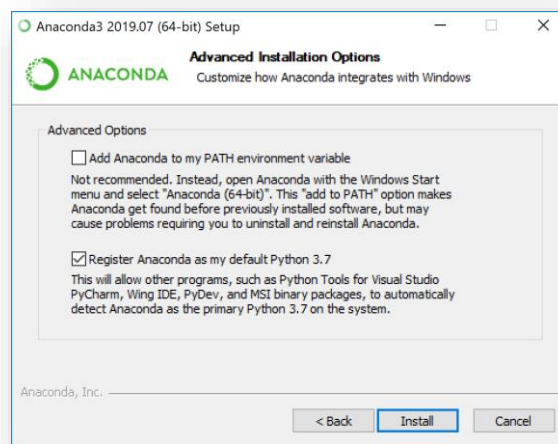 Anaconda3 2019.07 (64-bit) Setup
ANACONDA
Advanced Installation Options
Customize how Anaconda integrates with Windows
Advanced Options
Add Anaconda to my PATH environment variable
Not recommended. Instead, open Anaconda with the Windows Start
menu and select "Anaconda (64-bit)". This "add to PATH" option makes
Anaconda get found before previously installed software, but may
cause problems requiring you to uninstall and reinstall Anaconda.
Register Anaconda as my default Python 3.7
This will allow other programs, such as Python Tools for Visual Studio
PyCharm, Wing IDE, PyDev, and MSI binary packages, to automatically
detect Anaconda as the primary Python 3.7 on the system.
Anaconda, Inc.
< Back Install Cancel